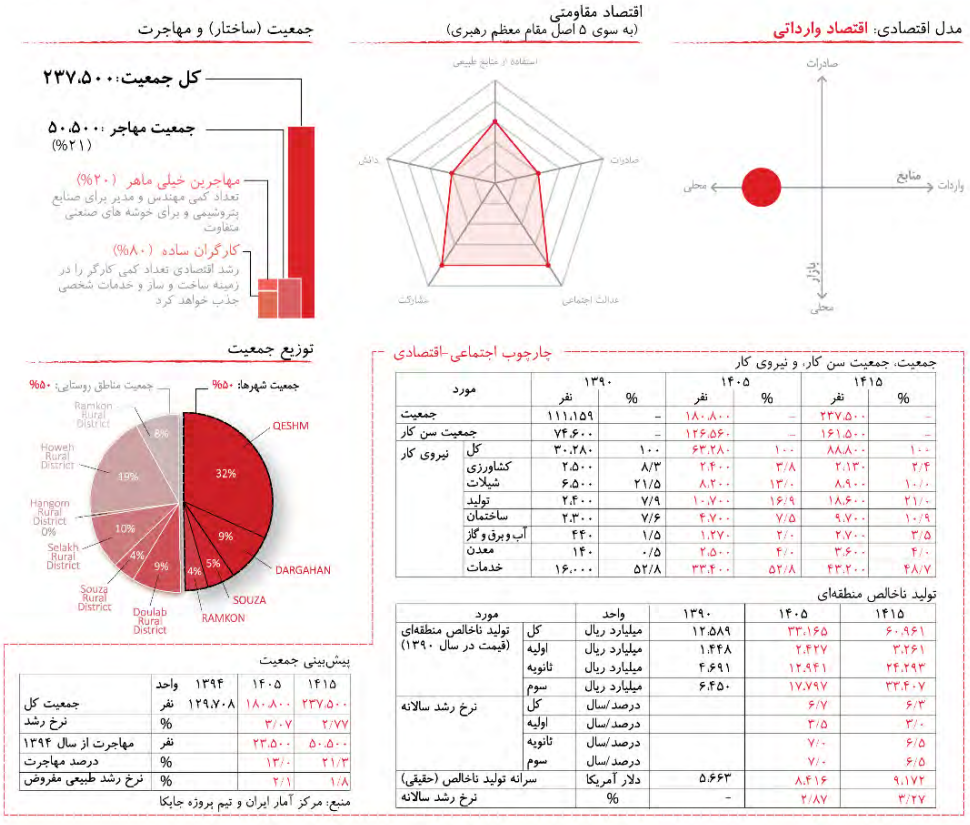 مدل اقتصادی: اقتصاد وارداتی
صادرات
منابع
واردات
محلی
بازار
محلی
اقتصاد مقاومتی
(به سوی ۵ اصل مقام معظم رهبری)
استفاده از منابع طبیعی
صادرات
دانش
عدالت اجتماعی
مشارکت
جمعیت (ساختار) و مهاجرت
کل جمعیت: ۲۳۷،۵۰۰
جمعیت مهاجر: ۵۰،۵۰۰
(%۲۱)
مهاجرین خیلی ماهر (%۲۰)
تعداد کمی مهندس و مدیر برای صنایع
پتروشیمی و برای خوشه های صنعتی
متفاوت
کارگران ساده (%۸۰)
رشد اقتصادی تعداد کمی کارگر را در
زمینه ساخت و ساز و خدمات شخصی
جذب خواهد کرد
توزیع جمعیت
جمعیت شهرها: ۵۰%
جمعیت مناطق روستایی: ۵۰%
QESHM
32%
DARGAHAN
9%
SOUZA
5%
RAMKON
4%
Doulab
Rural
District
9%
Souza
Rural
District
4%
Selakh
Rural
District
10%
Hangom
Rural
District
0%
Howeh
Rural
District
19%
Ramkon
Rural
District
8%
چارچوب اجتماعی-اقتصادی
جمعیت، جمعیت سن کار، و نیروی کار
مورد ۱۳۹۰ ۱۴۰۵ ۱۴۱۵
نفر % نفر % نفر %
جمعیت ۱۱۱،۱۵۹ – ۱۸۰،۸۰۰ – ۲۳۷،۵۰۰ –
جمعیت سن کار ۷۴،۶۰۰ – ۱۲۶،۵۶۰ – ۱۶۱،۵۰۰ –
نیروی کار کل ۳۰،۲۸۰ ۱۰۰ ۶۳،۲۸۰ ۱۰۰ ۸۸،۸۰۰ ۱۰۰
کشاورزی ۲،۵۰۰ ۸/۳ ۲،۴۰۰ ۳/۸ ۲،۱۳۰ ۲/۴
شیلات ۶،۵۰۰ ۲۱/۵ ۸،۲۰۰ ۱۳/۰ ۸،۹۰۰ ۱۰/۰
تولید ۲،۴۰۰ ۷/۹ ۱۰،۷۰۰ ۱۶/۹ ۱۸،۶۰۰ ۲۱/۰
ساختمان ۲،۳۰۰ ۷/۶ ۴،۷۰۰ ۷/۵ ۹،۷۰۰ ۱۰/۹
آب و برق و گاز ۴۴۰ ۱/۵ ۱،۲۷۰ ۲/۰ ۲،۷۰۰ ۳/۵
معدن ۱۴۰ ۰/۵ ۲،۵۰۰ ۴/۰ ۳،۶۰۰ ۴/۰
خدمات ۱۶،۰۰۰ ۵۲/۸ ۳۳،۴۰۰ ۵۲/۸ ۴۳،۲۰۰ ۴۸/۷
تولید ناخالص منطقه‌ای
مورد واحد ۱۳۹۰ ۱۴۰۵ ۱۴۱۵
تولید ناخالص منطقه‌ای کل میلیارد ریال ۱۲،۵۸۹ ۳۳،۱۶۵ ۶۰،۹۶۱
(قیمت در سال ۱۳۹۰) اولیه میلیارد ریال ۱،۴۴۸ ۲،۴۲۷ ۳،۲۶۱
ثانویه میلیارد ریال ۴،۶۹۱ ۱۲،۹۴۱ ۲۴،۲۹۳
سوم میلیارد ریال ۶،۴۵۰ ۱۷،۷۹۷ ۳۳،۴۰۷
نرخ رشد سالانه کل درصد/سال ۶/۷ ۶/۳
اولیه درصد/سال ۳/۵ ۳/۰
ثانویه درصد/سال ۷/۰ ۶/۵
سوم درصد/سال ۷/۰ ۶/۵
سرانه تولید ناخالص (حقیقی) دلار آمریکا ۵،۶۶۳ ۸،۴۱۶ ۹،۱۷۲
نرخ رشد سالانه % – ۲/۸۷ ۳/۲۷
پیش‌بینی جمعیت
واحد ۱۳۹۴ ۱۴۰۵ ۱۴۱۵
جمعیت کل نفر ۱۲۹،۷۰۸ ۱۸۰،۸۰۰ ۲۳۷،۵۰۰
نرخ رشد % ۳/۰۷ ۲/۷۷
مهاجرت از سال ۱۳۹۴ نفر ۲۳،۵۰۰ ۵۰،۵۰۰
درصد مهاجرت % ۱۳/۰ ۲۱/۳
نرخ رشد طبیعی مفروض % ۲/۱ ۱/۸
منبع: مرکز آمار ایران و تیم پروژه جایکا